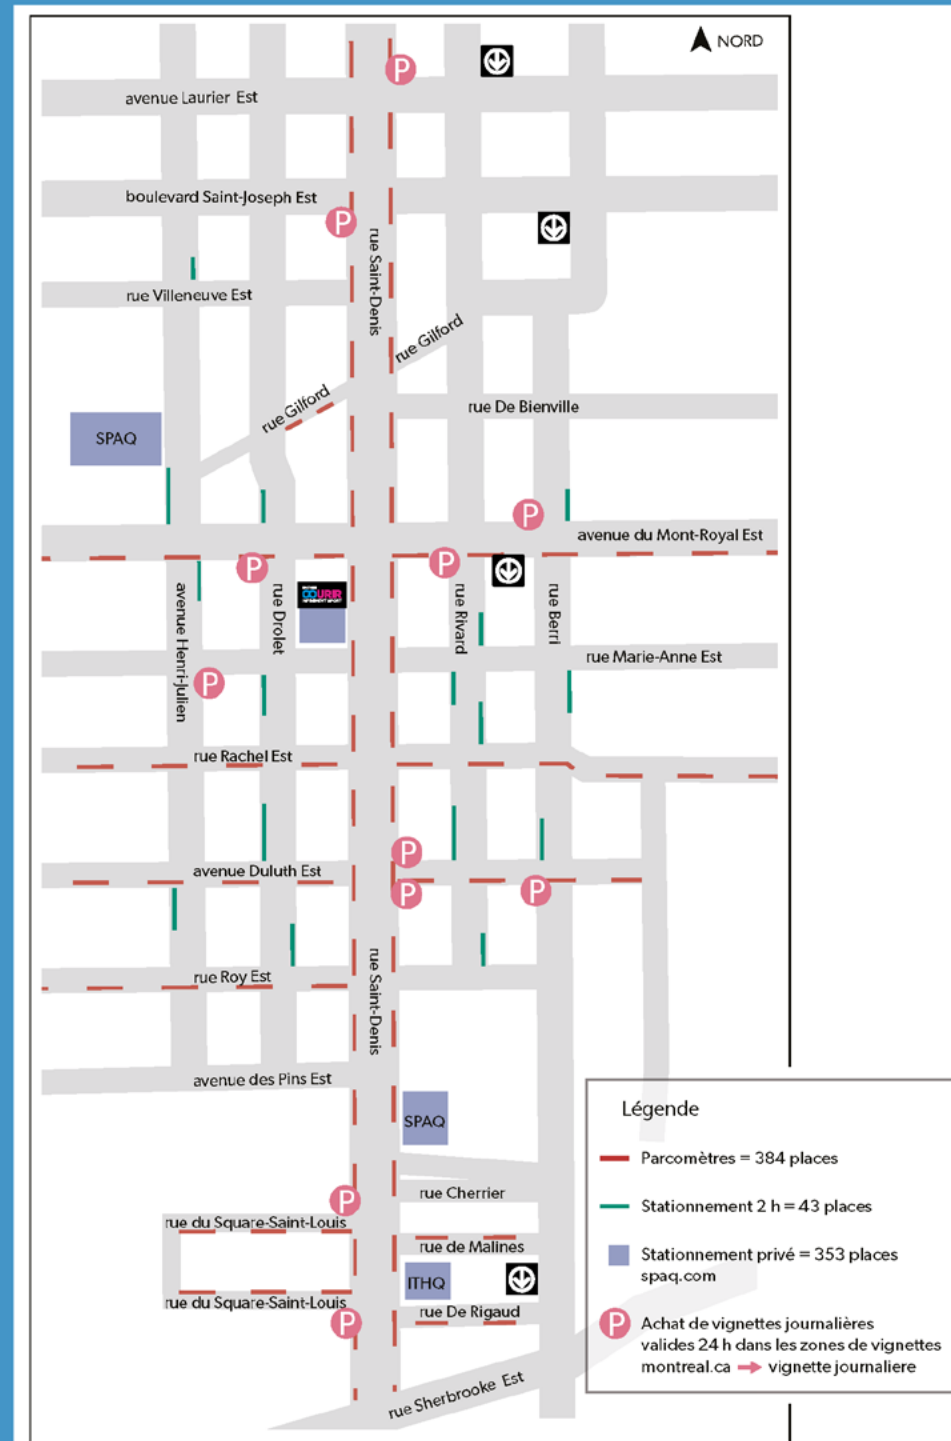 NORD
P
avenue Laurier Est
boulevard Saint-Joseph Est
P
rue Saint-Denis
rue Villeneuve Est
rue Gilford
rue Gilford
rue De Bienville
SPAQ
P
avenue du Mont-Royal Est
P
P
COURIR
avenue Henri-Julien
rue Drolet
rue Rivard
rue Berri
rue Marie-Anne Est
P
rue Rachel Est
P
avenue Duluth Est
P
P
rue Saint-Denis
rue Roy Est
avenue des Pins Est
SPAQ
rue Cherrier
P
rue du Square-Saint-Louis
rue de Malines
ITHQ
rue du Square-Saint-Louis
rue De Rigaud
P
rue Sherbrooke Est
Légende
Parcomètres = 384 places
Stationnement 2 h = 43 places
Stationnement privé = 353 places
spaq.com
P
Achat de vignettes journalières
valides 24 h dans les zones de vignettes
montreal.ca → vignette journaliere